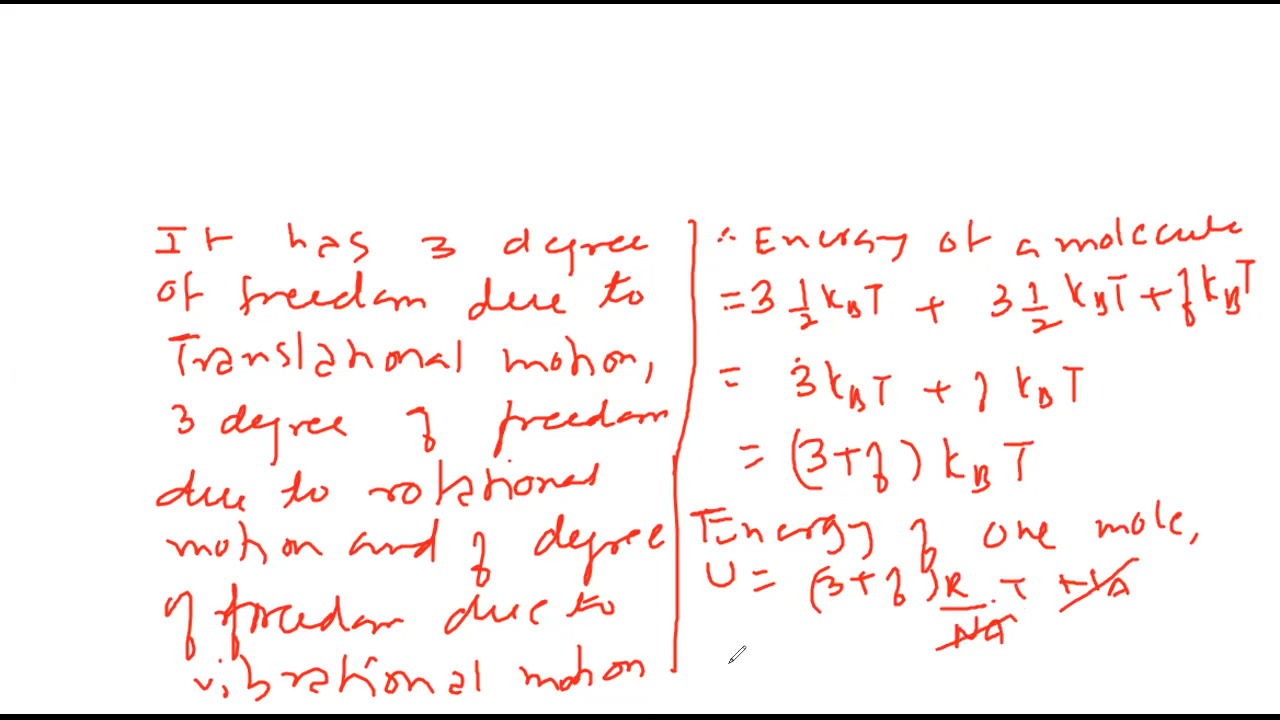 It has 3 degree
of freedom due to
Translational motion,
3 degree of freedom
due to rotational
motion and f degree
of freedom due to
vibrational motion
∴ Energy of a molecule
= 3 1/2 kBT + 3 1/2 kBT + f kBT
= 3 kBT + f kBT
= (3+f) kBT
Energy of one mole,
U = (3+f) R/NA . T × NA